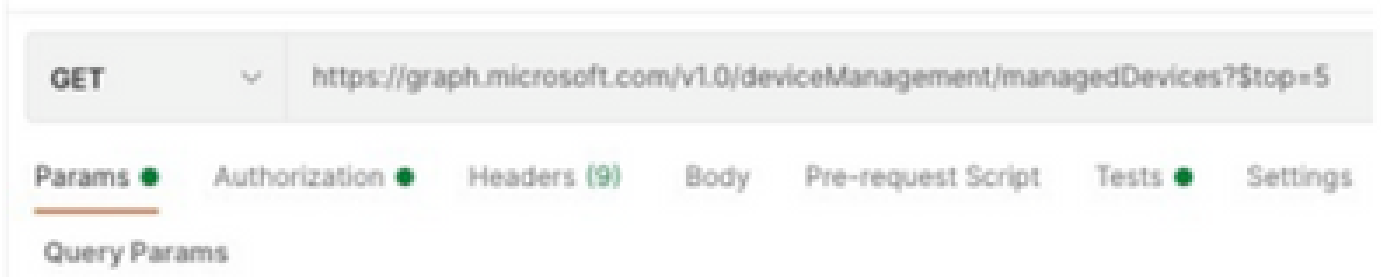 GET https://graph.microsoft.com/v1.0/deviceManagement/managedDevices?$top=5
Params Authorization Headers (9) Body Pre-request Script Tests Settings
Query Params